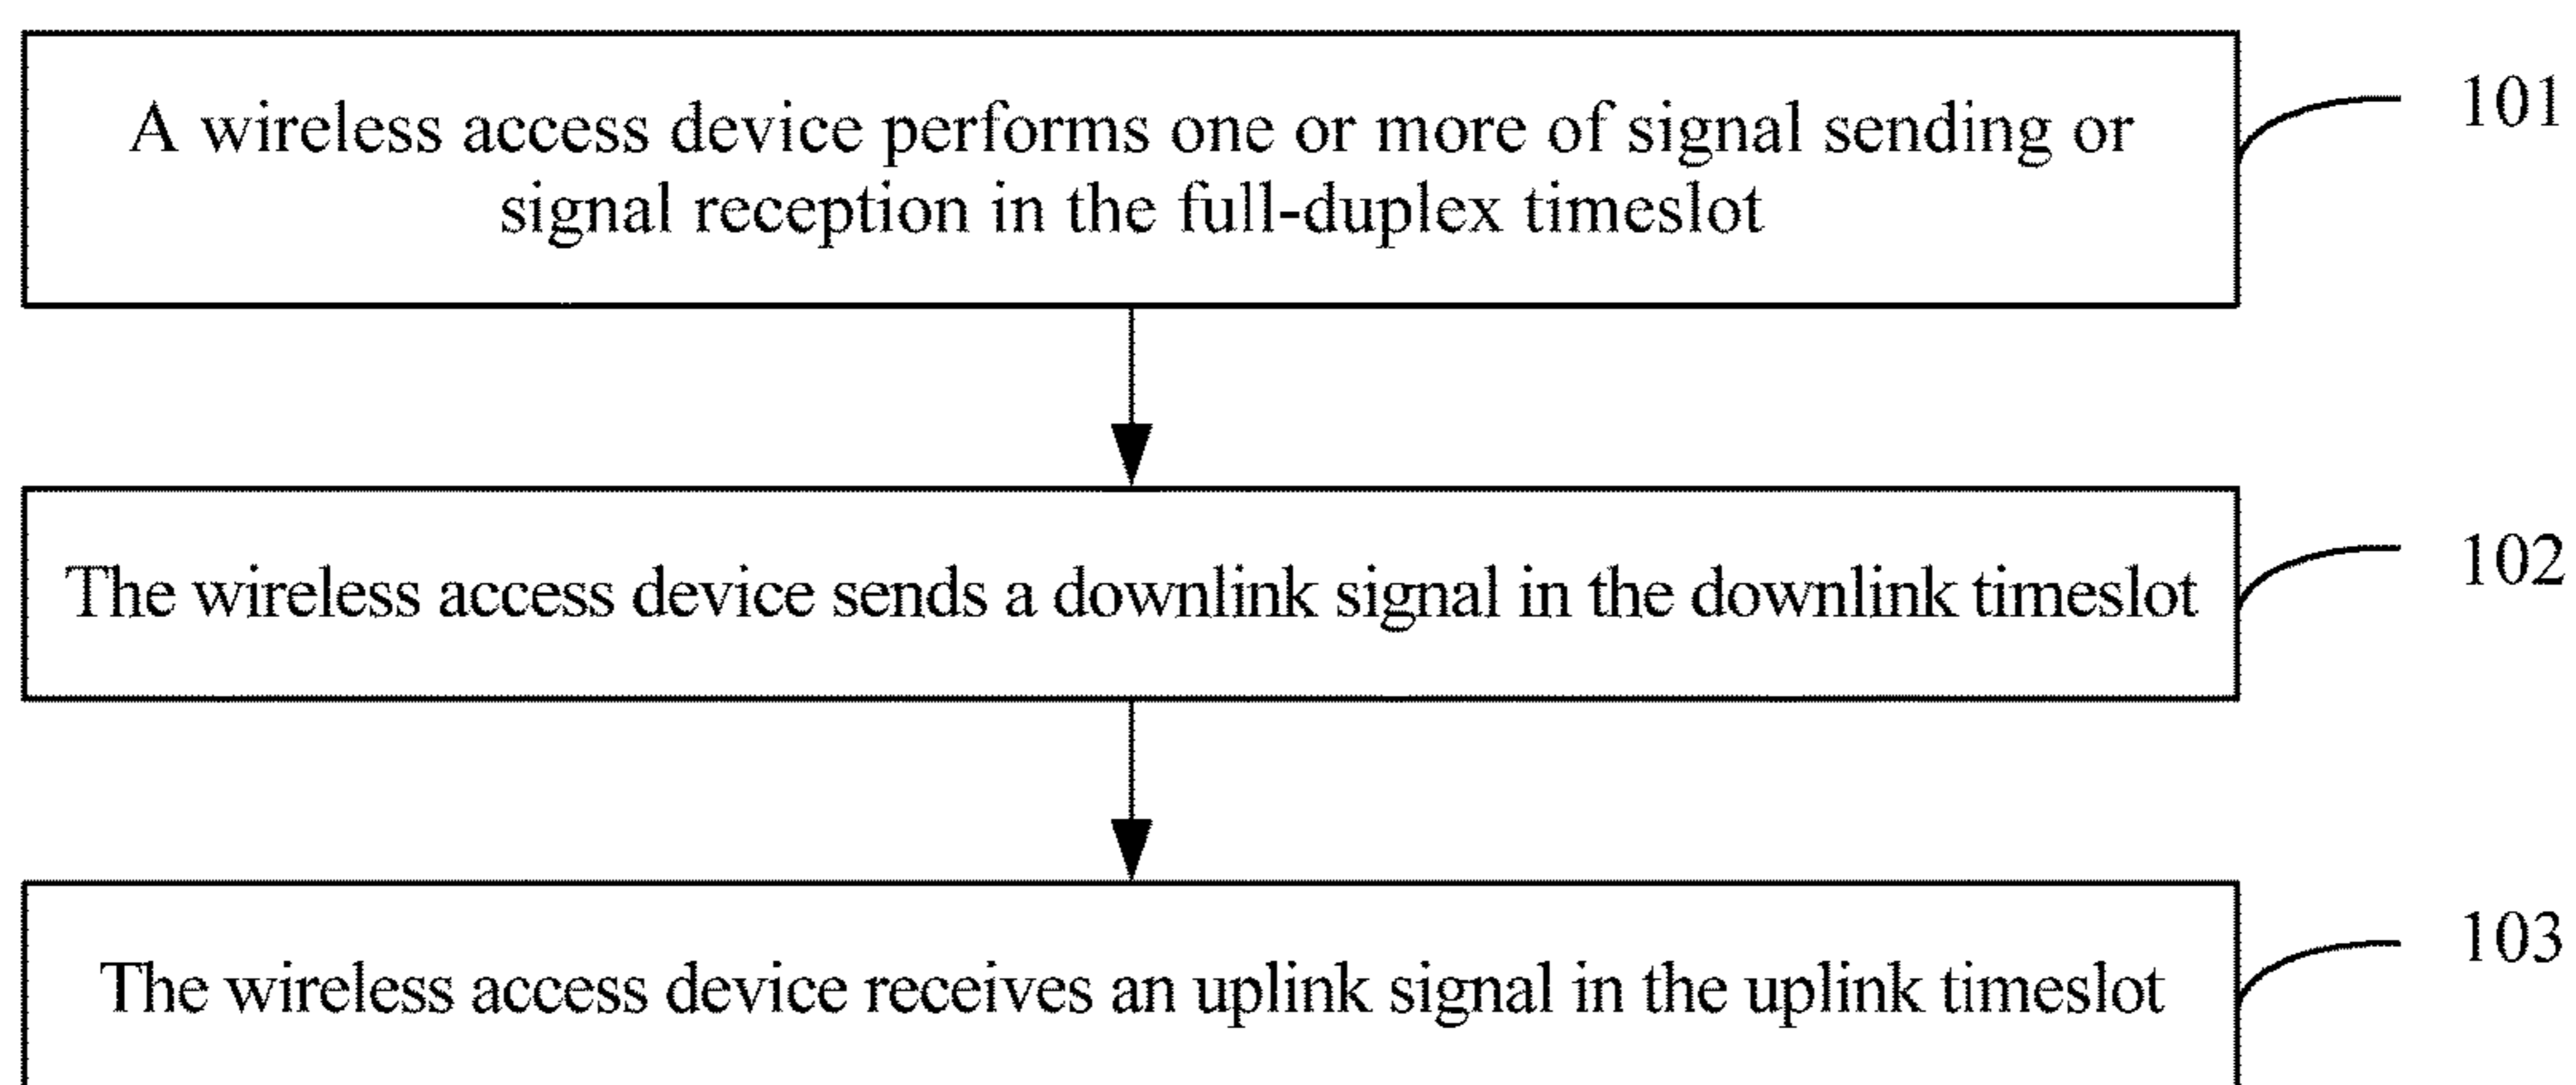 A wireless access device performs one or more of signal sending or
signal reception in the full-duplex timeslot
101
The wireless access device sends a downlink signal in the downlink timeslot
102
The wireless access device receives an uplink signal in the uplink timeslot
103